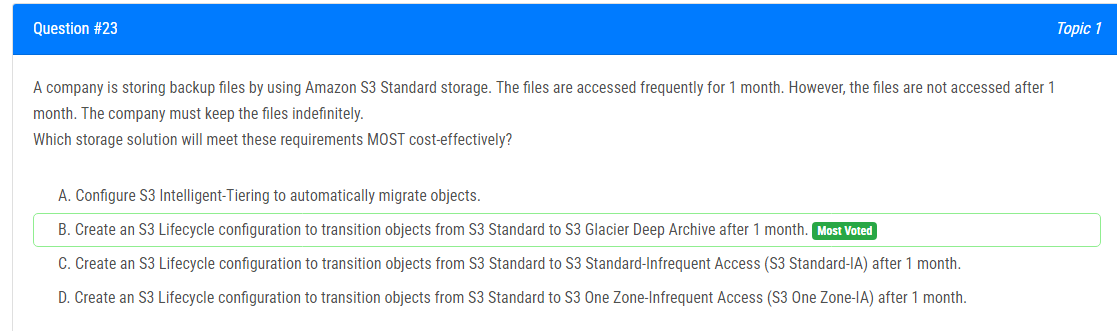 Question #23
Topic 1
A company is storing backup files by using Amazon S3 Standard storage. The files are accessed frequently for 1 month. However, the files are not accessed after 1
month. The company must keep the files indefinitely.
Which storage solution will meet these requirements MOST cost-effectively?
A. Configure S3 Intelligent-Tiering to automatically migrate objects.
B. Create an S3 Lifecycle configuration to transition objects from S3 Standard to S3 Glacier Deep Archive after 1 month. Most Voted
C. Create an S3 Lifecycle configuration to transition objects from S3 Standard to S3 Standard-Infrequent Access (S3 Standard-IA) after 1 month.
D. Create an S3 Lifecycle configuration to transition objects from S3 Standard to S3 One Zone-Infrequent Access (S3 One Zone-IA) after 1 month.